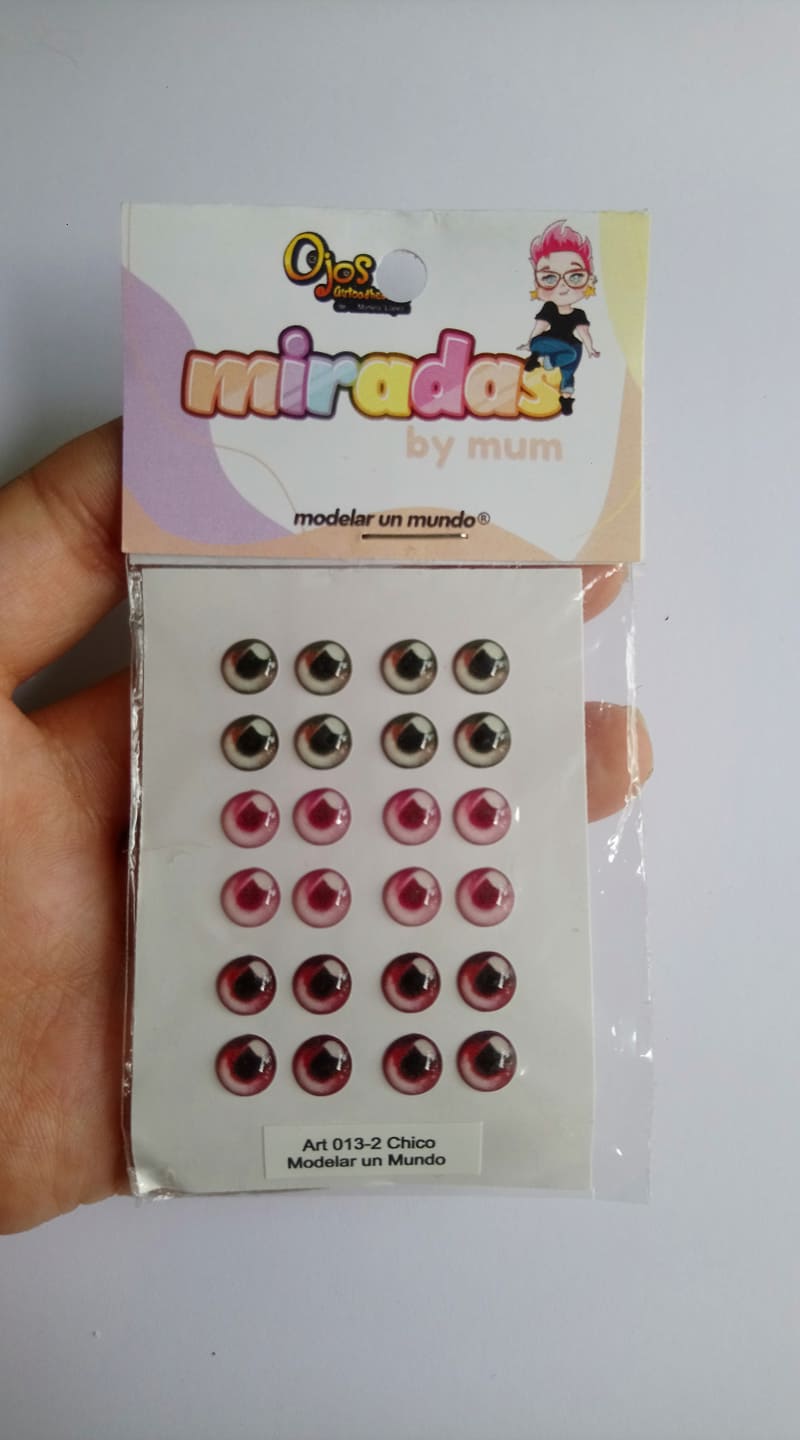 Ojos
miradas
by mum
modelar un mundo®
Art 013-2 Chico
Modelar un Mundo